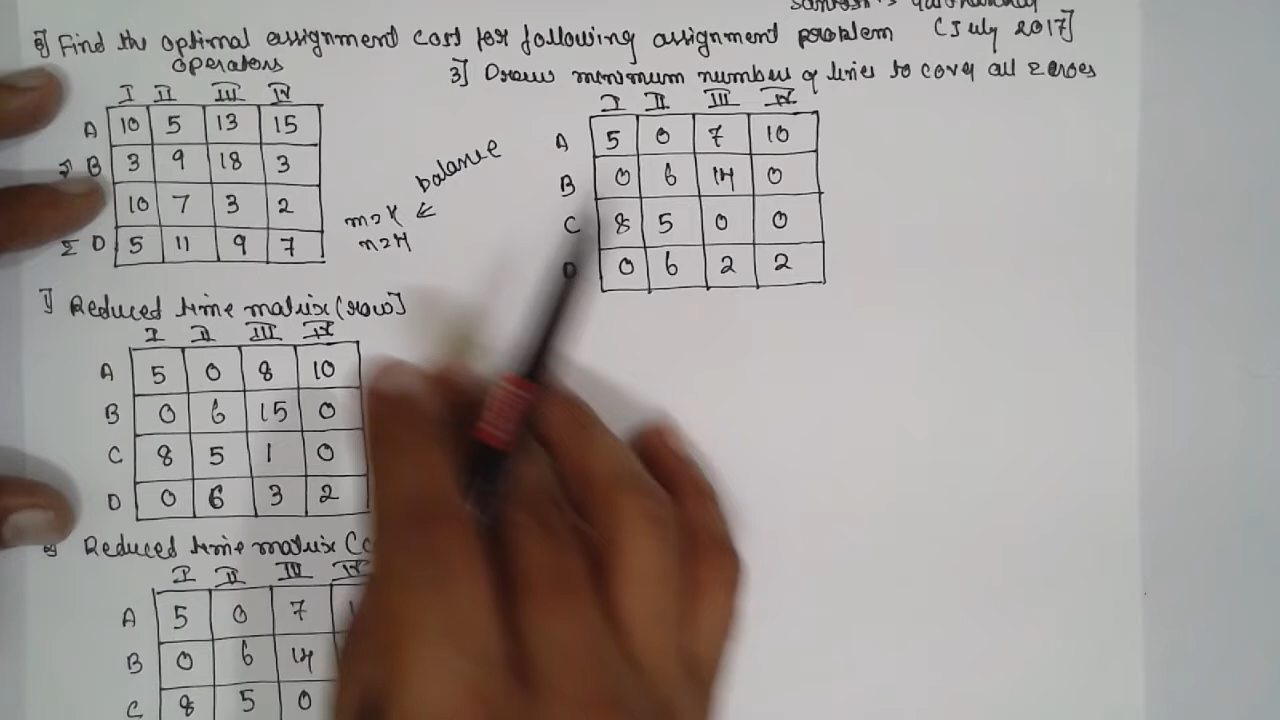 Find the optimal assignment cost for following assignment problem (July 2017]
operators
I II III IV
A 10 5 13 15
B 3 9 18 3
10 7 3 2
D 5 11 9 7
balance
1] Reduced time matrix (row]
I II III IV
A 5 0 8 10
B 0 6 15 0
C 8 5 1 0
D 0 6 3 2
Reduced time matrix
I II III IV
A 5 0 7
B 0 6 14
C 8 5 0
3] Draw minimum number of lines to cover all zeroes
I II III IV
A 5 0 7 10
B 0 6 14 0
C 8 5 0 0
D 0 6 2 2